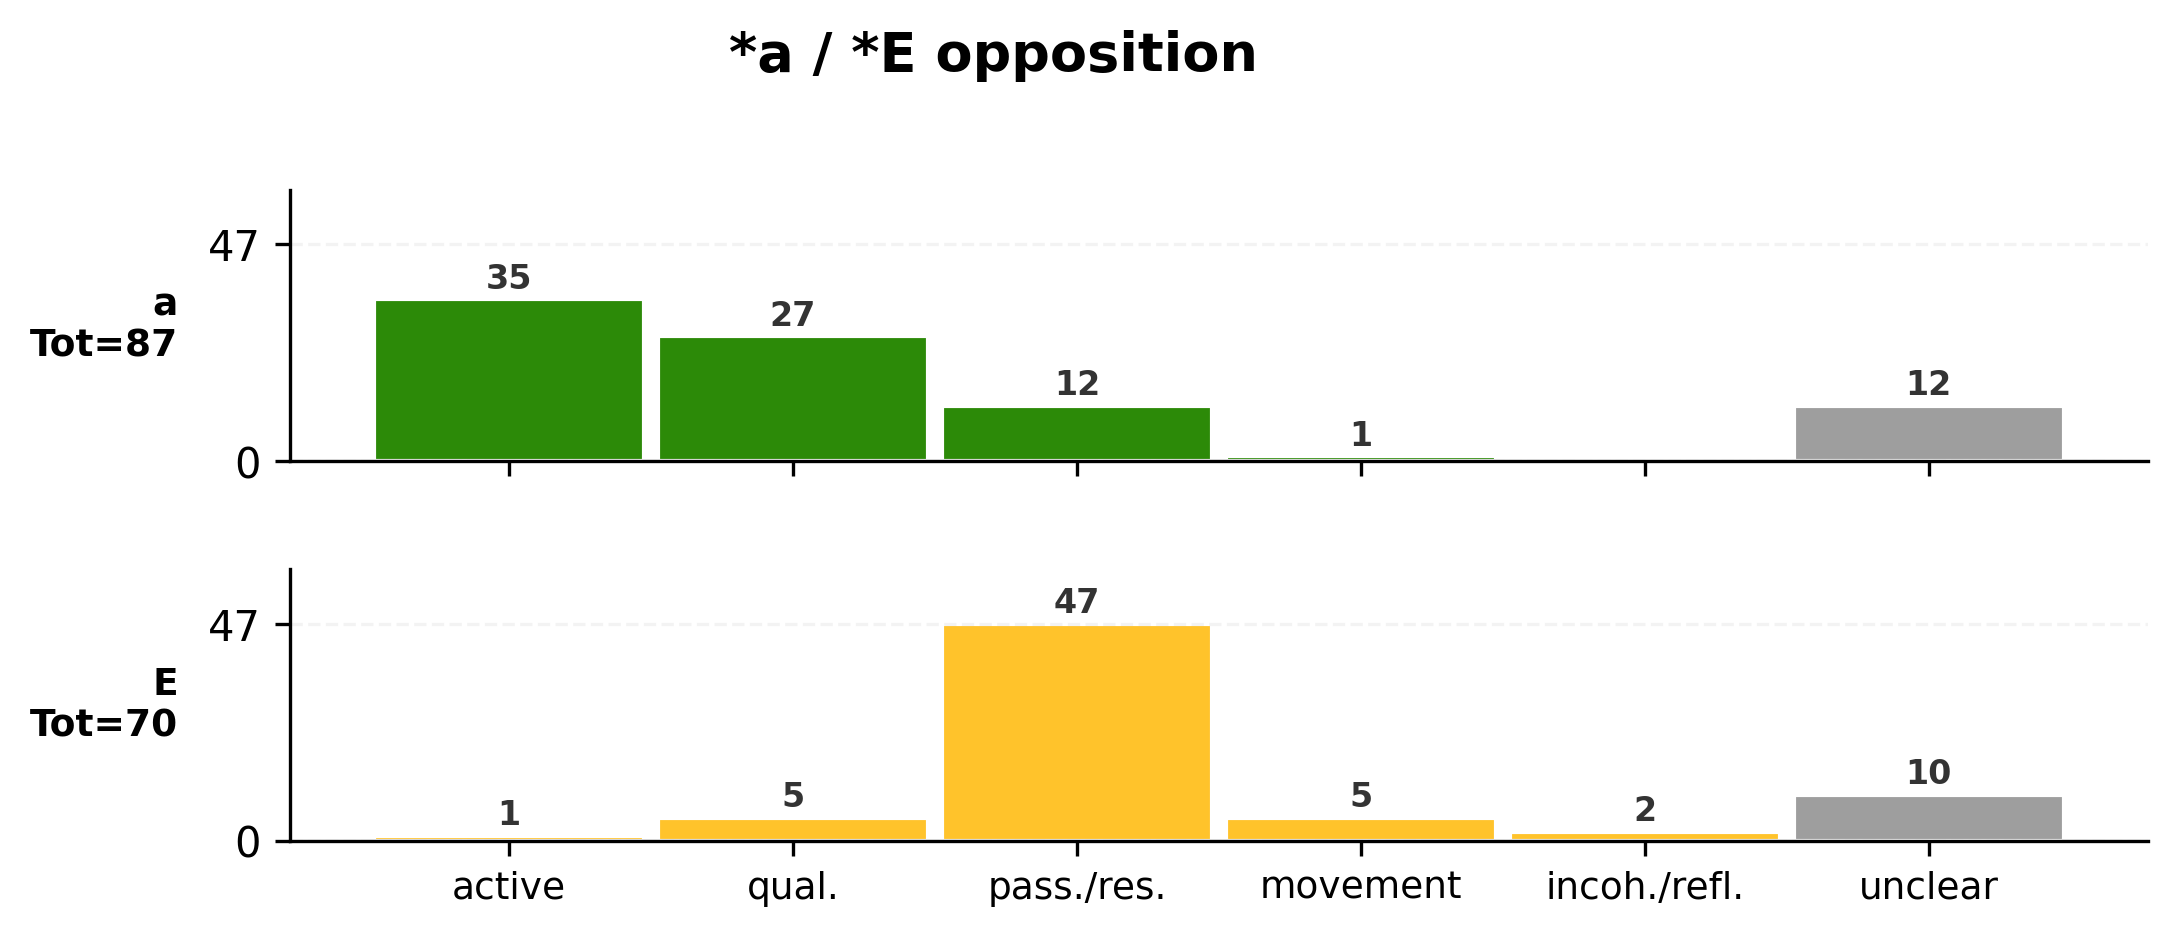 *a / *E opposition
47
35
27
12
1
12
0
a
Tot=87
47
47
1
5
5
2
10
0
E
Tot=70
active
qual.
pass./res.
movement
incoh./refl.
unclear